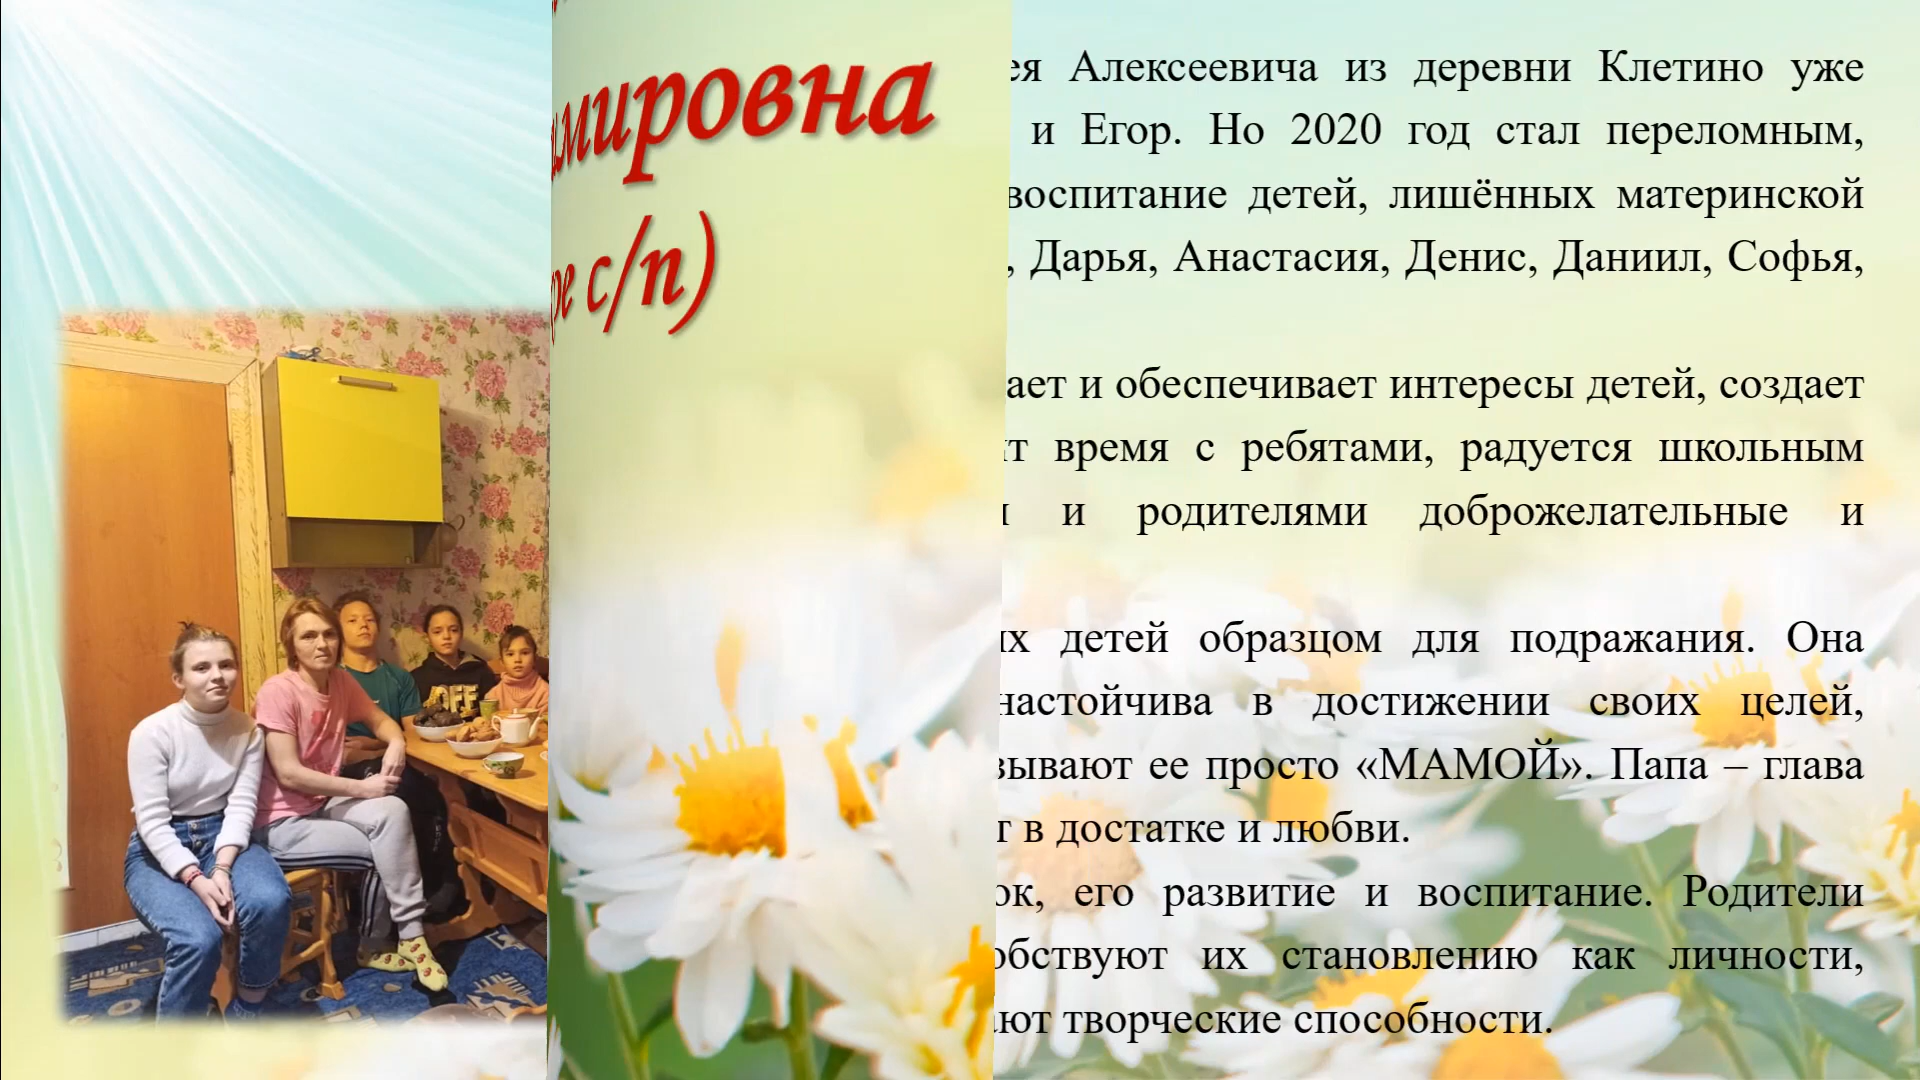 мировна
с/п)
Алексеевича из деревни Клетино уже
и Егор. Но 2020 год стал переломным,
воспитание детей, лишённых материнской
, Дарья, Анастасия, Денис, Даниил, Софья,
ает и обеспечивает интересы детей, создает
время с ребятами, радуется школьным
и родителями доброжелательные и
их детей образцом для подражания. Она
настойчива в достижении своих целей,
зывают ее просто «МАМОЙ». Папа – глава
т в достатке и любви.
ок, его развитие и воспитание. Родители
обствуют их становлению как личности,
ают творческие способности.